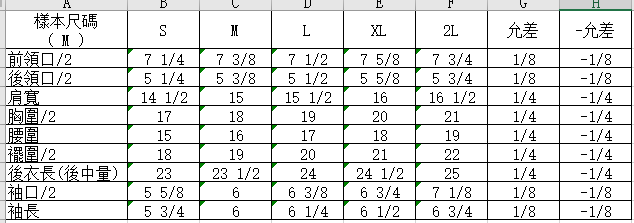 A B C D E F G H
樣本尺碼 S M L XL 2L 允差 -允差
( M )
前領口/2 7 1/4 7 3/8 7 1/2 7 5/8 7 3/4 1/8 -1/8
後領口/2 5 1/4 5 3/8 5 1/2 5 5/8 5 3/4 1/8 -1/8
肩寬 14 1/2 15 15 1/2 16 16 1/2 1/4 -1/4
胸圍/2 17 18 19 20 21 1/4 -1/4
腰圍 15 16 17 18 19 1/4 -1/4
襬圍/2 18 19 20 21 22 1/4 -1/4
後衣長(後中量) 23 23 1/2 24 24 1/2 25 1/4 -1/4
袖口/2 5 5/8 6 6 3/8 6 3/4 7 1/8 1/8 -1/8
袖長 5 3/4 6 6 1/4 6 1/2 6 3/4 1/8 -1/8